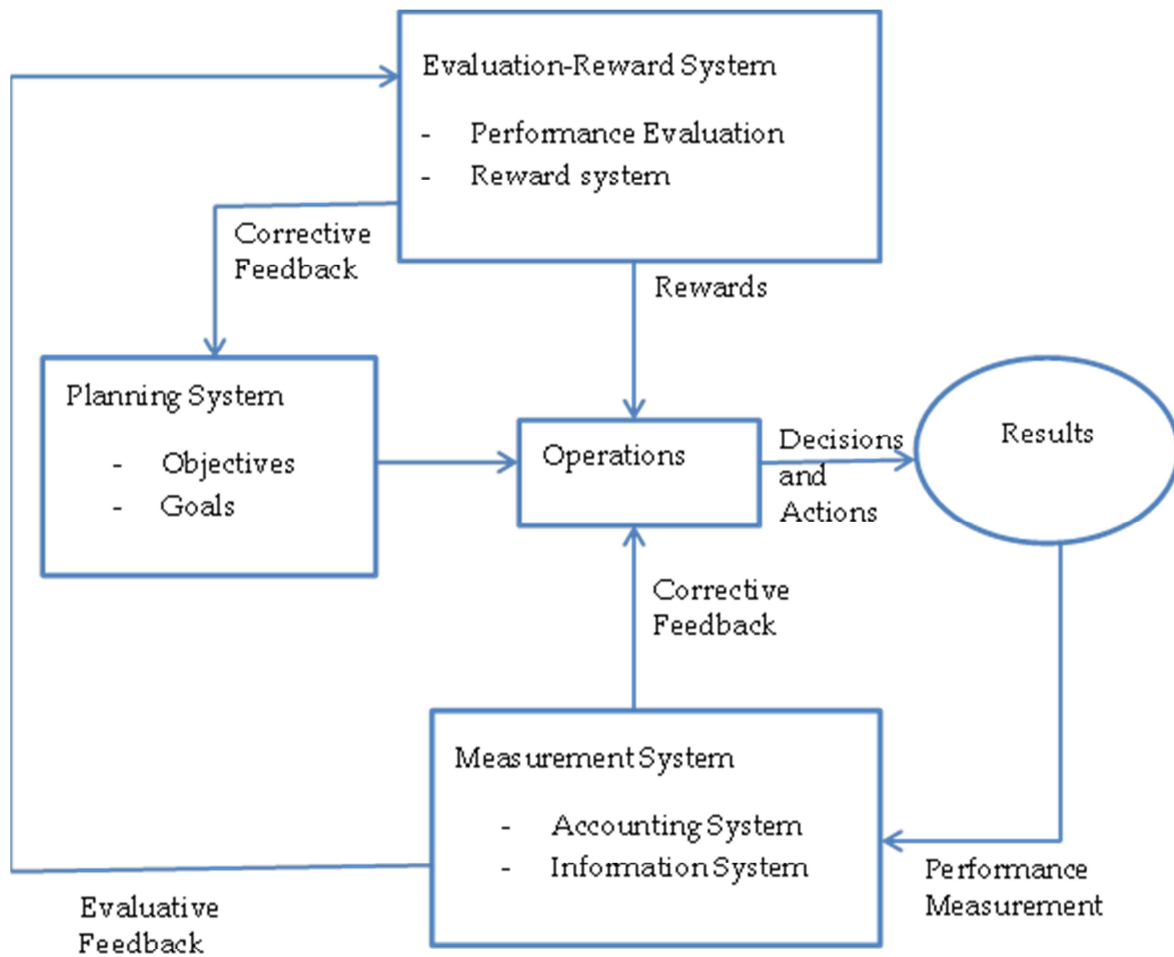 Evaluation-Reward System
- Performance Evaluation
- Reward system
Corrective
Feedback
Rewards
Planning System
- Objectives
- Goals
Operations
Decisions
and
Actions
Results
Corrective
Feedback
Measurement System
- Accounting System
- Information System
Performance
Measurement
Evaluative
Feedback